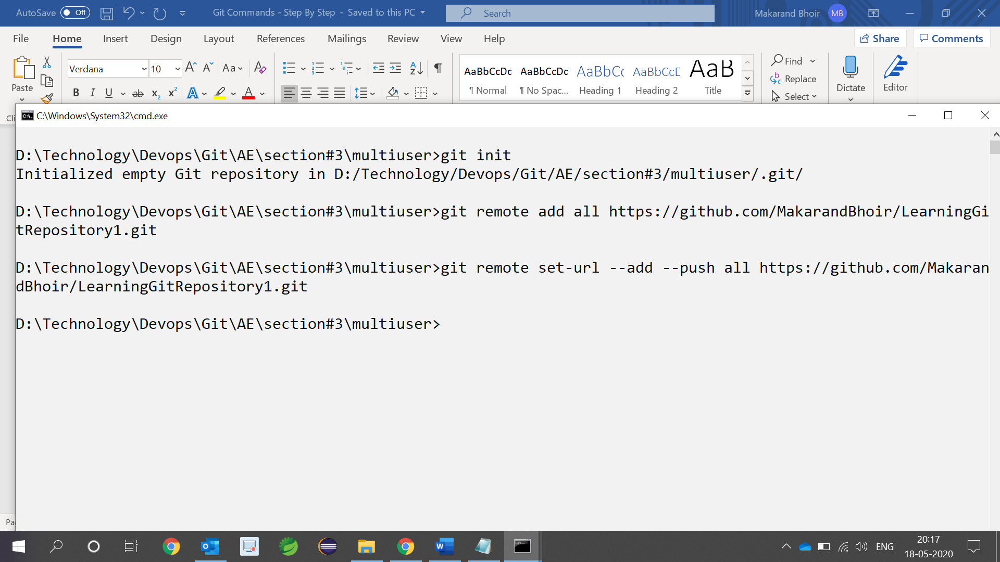 AutoSave Off Git Commands - Step By Step - Saved to this PC Search Makarand Bhoir MB
File Home Insert Design Layout References Mailings Review View Help Share Comments
Paste Verdana 10 Aa AaBbCcDc AaBbCcDc AaBbCc AaBbCcD AaB Find Replace Select Dictate Editor
B I U ab x2 x2 A A ¶ Normal ¶ No Spac... Heading 1 Heading 2 Title
Cli
C:\Windows\System32\cmd.exe
D:\Technology\Devops\Git\AE\section#3\multiuser>git init
Initialized empty Git repository in D:/Technology/Devops/Git/AE/section#3/multiuser/.git/
D:\Technology\Devops\Git\AE\section#3\multiuser>git remote add all https://github.com/MakarandBhoir/LearningGi
tRepository1.git
D:\Technology\Devops\Git\AE\section#3\multiuser>git remote set-url --add --push all https://github.com/Makaran
dBhoir/LearningGitRepository1.git
D:\Technology\Devops\Git\AE\section#3\multiuser>
Pa
ENG 20:17
18-05-2020